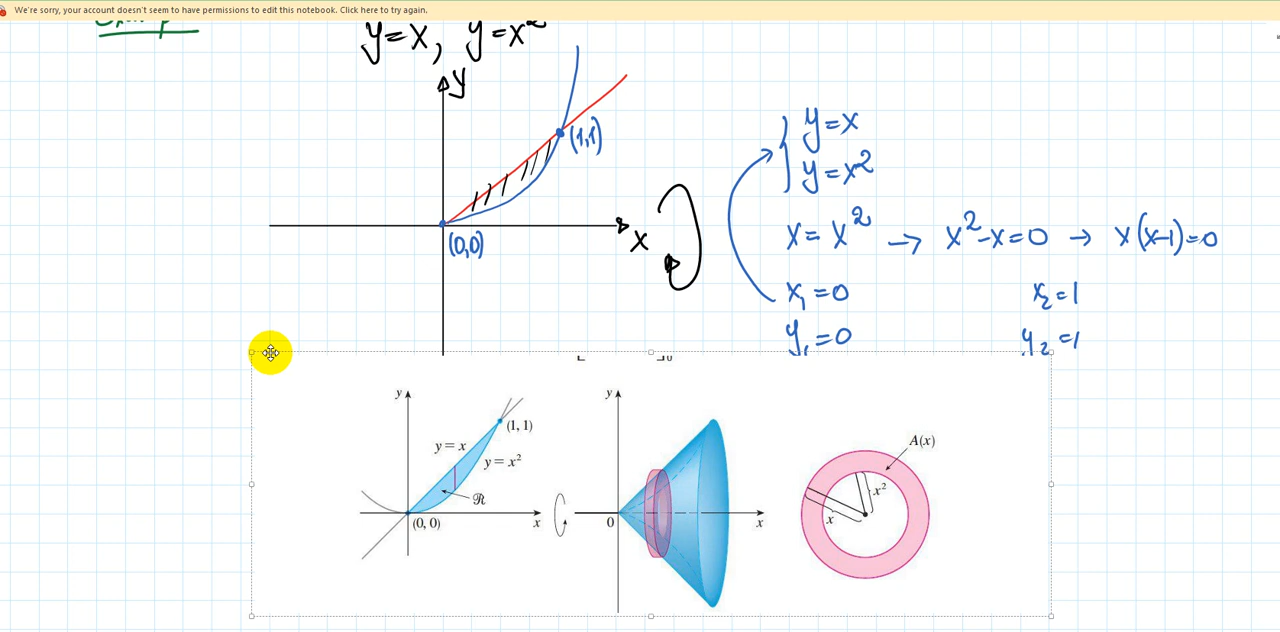 We're sorry, your account doesn't seem to have permissions to edit this notebook. Click here to try again.
y=x, y=x²
y
(1,1)
(0,0)
x
y=x
y=x²
x=x² → x²-x=0 → x(x-1)=0
x₁=0 x₂=1
y₁=0 y₂=1
y
(1, 1)
y=x
y=x²
ℛ
(0, 0)
x
y
0
x
A(x)
x²
x